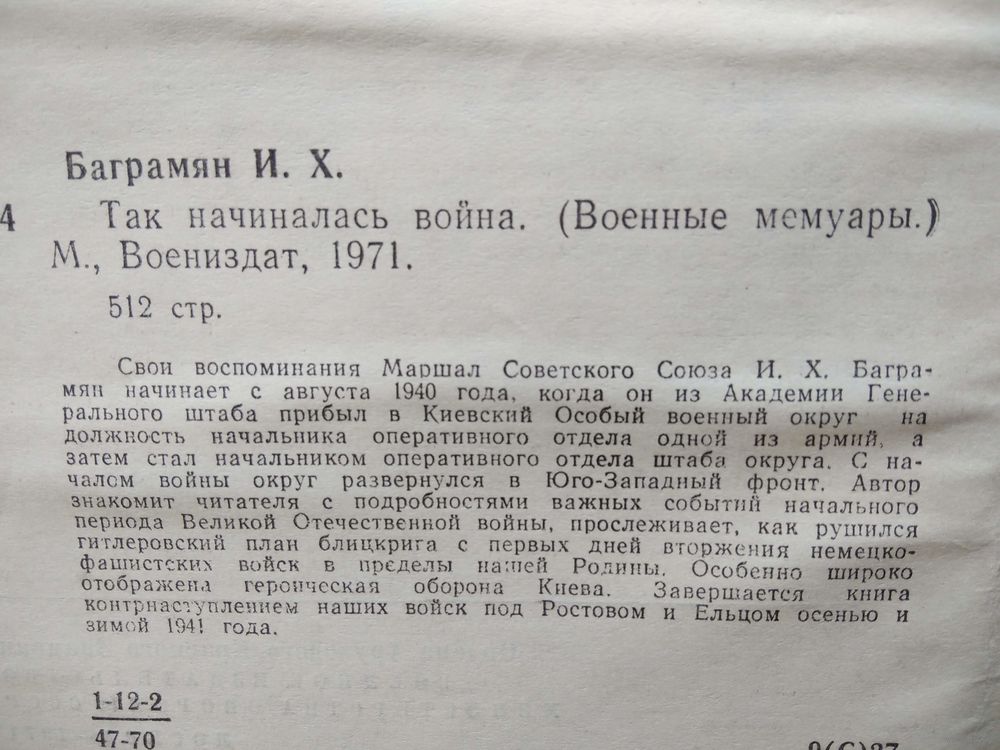 Баграмян И. Х.
4 Так начиналась война. (Военные мемуары.)
М., Воениздат, 1971.
512 стр.
Свои воспоминания Маршал Советского Союза И. Х. Багра-
мян начинает с августа 1940 года, когда он из Академии Гене-
рального штаба прибыл в Киевский Особый военный округ на
должность начальника оперативного отдела одной из армий, а
затем стал начальником оперативного отдела штаба округа. С на-
чалом войны округ развернулся в Юго-Западный фронт. Автор
знакомит читателя с подробностями важных событий начального
периода Великой Отечественной войны, прослеживает, как рушился
гитлеровский план блицкрига с первых дней вторжения немецко-
фашистских войск в пределы нашей Родины. Особенно широко
отображена героическая оборона Киева. Завершается книга
контрнаступлением наших войск под Ростовом и Ельцом осенью и
зимой 1941 года.
1-12-2
47-70
9(С)27